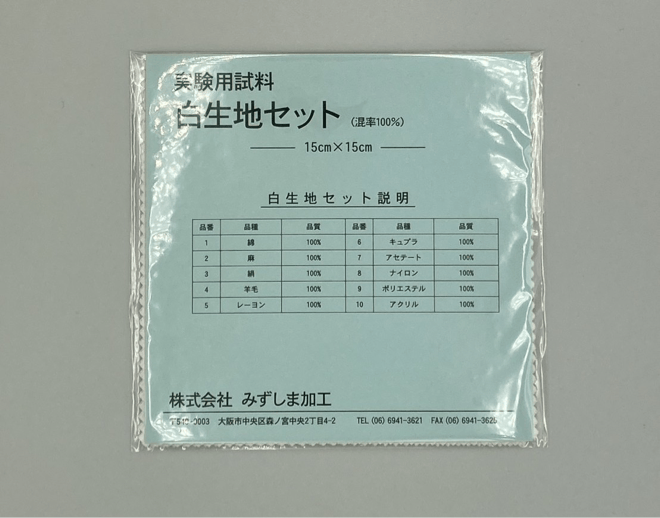 実験用試料
白生地セット (混率100%)
15cm×15cm
白生地セット説明
品番 品種 品質 品番 品種 品質
1 綿 100% 6 キュプラ 100%
2 麻 100% 7 アセテート 100%
3 絹 100% 8 ナイロン 100%
4 羊毛 100% 9 ポリエステル 100%
5 レーヨン 100% 10 アクリル 100%
株式会社 みずしま加工
〒540-0003 大阪市中央区森ノ宮中央2丁目4-2 TEL (06) 6941-3621 FAX (06) 6941-3625